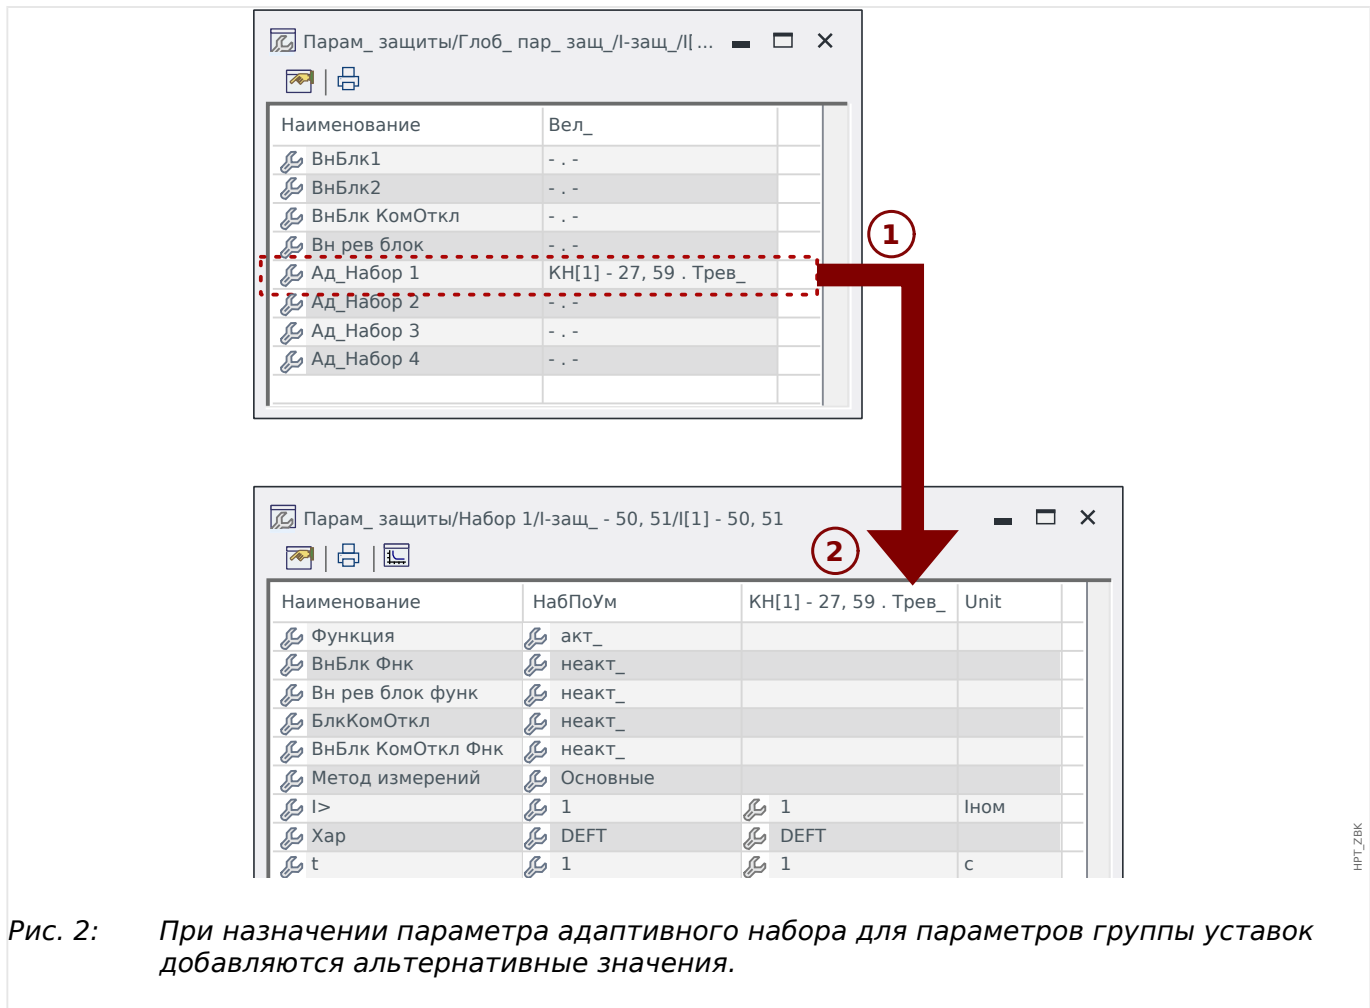 Парам_ защиты/Глоб_ пар_ защ_/I-защ_/I[...
Наименование Вел_
ВнБлк1 - . -
ВнБлк2 - . -
ВнБлк КомОткл - . -
Вн рев блок - . -
Ад_Набор 1 КН[1] - 27, 59 . Трев_
Ад_Набор 2 - . -
Ад_Набор 3 - . -
Ад_Набор 4 - . -
1
Парам_ защиты/Набор 1/I-защ_ - 50, 51/I[1] - 50, 51
2
Наименование НабПоУм КН[1] - 27, 59 . Трев_ Unit
Функция акт_
ВнБлк Фнк неакт_
Вн рев блок функ неакт_
БлкКомОткл неакт_
ВнБлк КомОткл Фнк неакт_
Метод измерений Основные
I> 1 1 Iном
Хар DEFT DEFT
t 1 1 с
HPT_ZBK
Рис. 2: При назначении параметра адаптивного набора для параметров группы уставок
добавляются альтернативные значения.